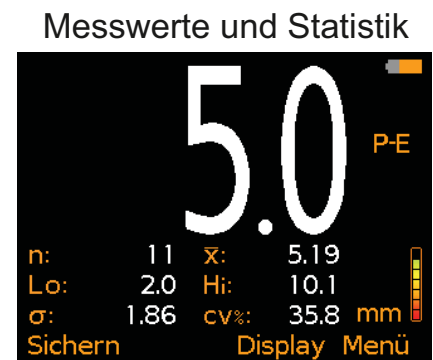 Messwerte und Statistik
5.0
P-E
n: 11 x̅: 5.19
Lo: 2.0 Hi: 10.1
σ: 1.86 cv%: 35.8 mm
Sichern Display Menü